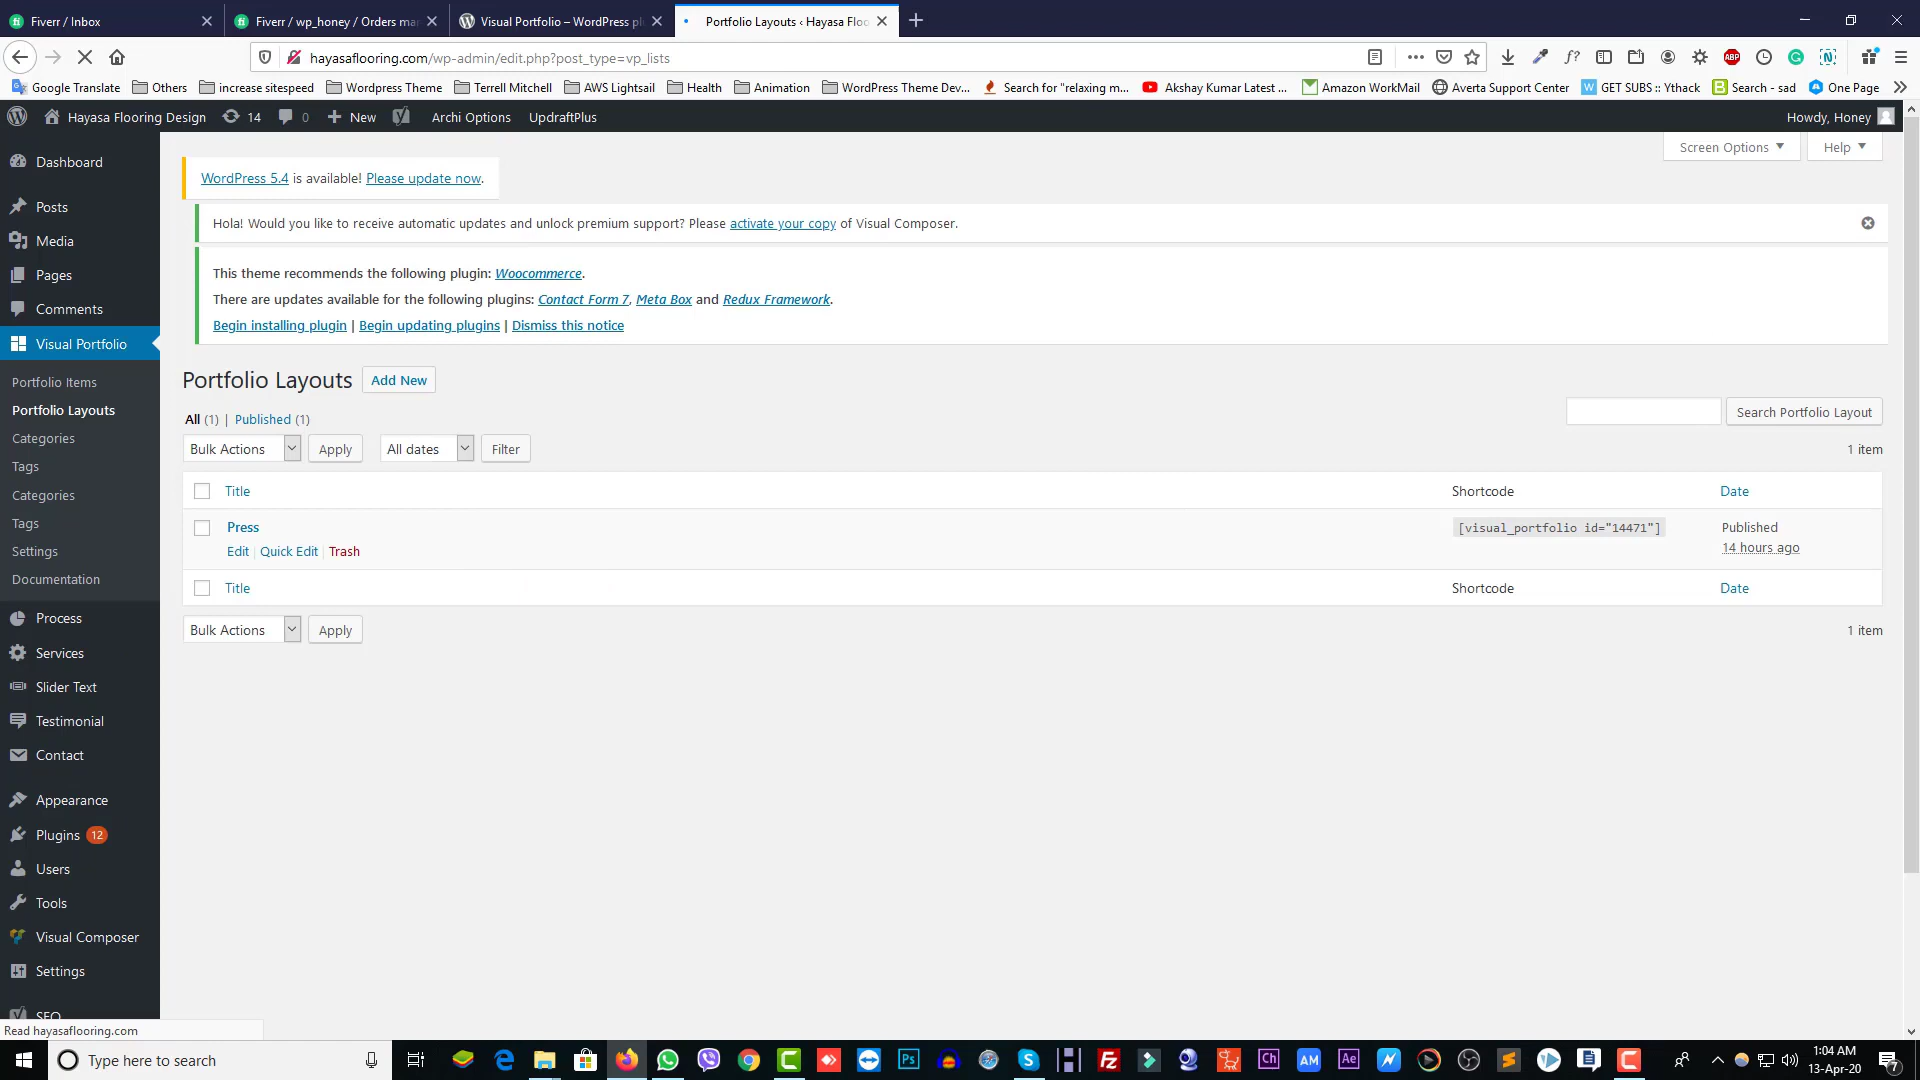 Fiverr / Inbox
Fiverr / wp_honey / Orders ma
Visual Portfolio – WordPress pl
Portfolio Layouts ‹ Hayasa Floo
hayasaflooring.com/wp-admin/edit.php?post_type=vp_lists
Google Translate
Others
increase sitespeed
Wordpress Theme
Terrell Mitchell
AWS Lightsail
Health
Animation
WordPress Theme Dev...
Search for "relaxing m...
Akshay Kumar Latest ...
Amazon WorkMail
Averta Support Center
GET SUBS :: Ythack
Search - sad
One Page
Hayasa Flooring Design
14
0
New
Archi Options
UpdraftPlus
Howdy, Honey
Screen Options
Help
Dashboard
Posts
Media
Pages
Comments
Visual Portfolio
Portfolio Items
Portfolio Layouts
Categories
Tags
Categories
Tags
Settings
Documentation
Process
Services
Slider Text
Testimonial
Contact
Appearance
Plugins 12
Users
Tools
Visual Composer
Settings
SEO
WordPress 5.4 is available! Please update now.
Hola! Would you like to receive automatic updates and unlock premium support? Please activate your copy of Visual Composer.
This theme recommends the following plugin: Woocommerce.
There are updates available for the following plugins: Contact Form 7, Meta Box and Redux Framework.
Begin installing plugin | Begin updating plugins | Dismiss this notice
Portfolio Layouts
Add New
All (1) | Published (1)
Search Portfolio Layout
Bulk Actions
Apply
All dates
Filter
1 item
Title
Shortcode
Date
Press
Edit | Quick Edit | Trash
[visual_portfolio id="14471"]
Published
14 hours ago
Title
Shortcode
Date
Bulk Actions
Apply
1 item
Read hayasaflooring.com
Type here to search
1:04 AM
13-Apr-20
7